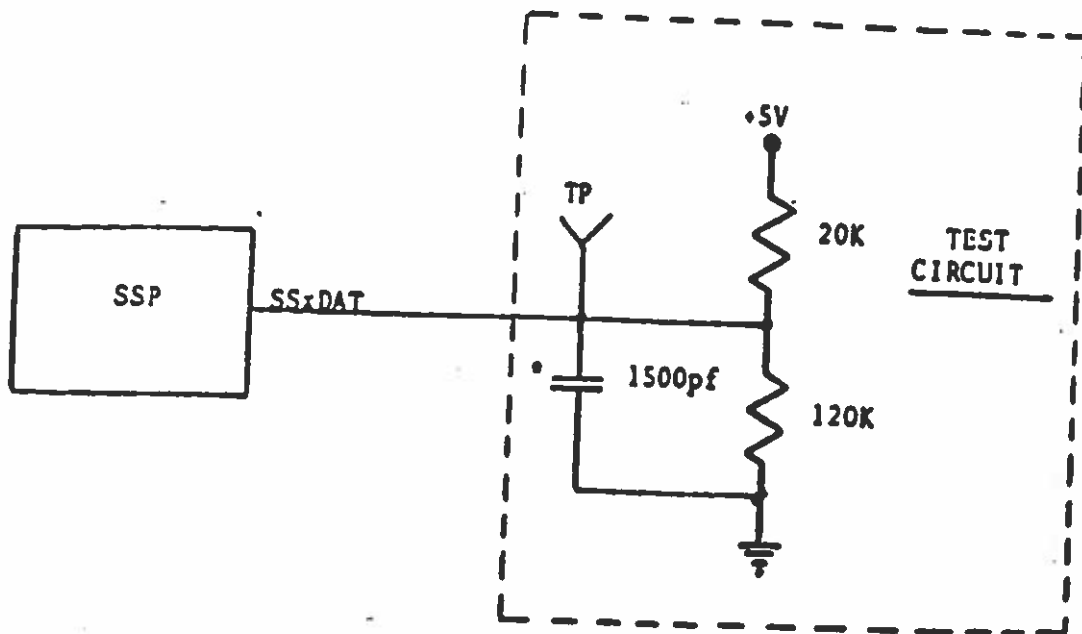 +5V
TP
20K
TEST
CIRCUIT
SSP
SSxDAT
* 1500pf
120K